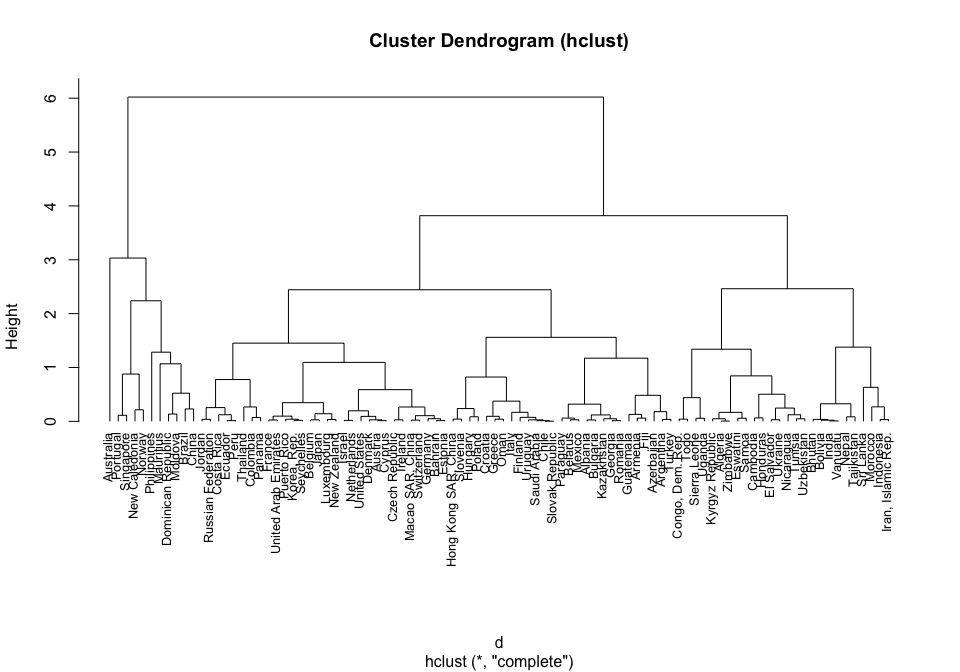 Cluster Dendrogram (hclust)
Height
6
5
4
3
2
1
0
Australia
Portugal
Singapore
New Caledonia
Norway
Philippines
Mauritius
Dominican Republic
Moldova
Brazil
China
Jordan
Russian Federation
Costa Rica
Ecuador
Peru
Thailand
Colombia
Panama
France
United Arab Emirates
Puerto Rico
Korea, Rep.
Seychelles
Belgium
Japan
Luxembourg
New Zealand
Israel
Netherlands
United States
Denmark
Austria
Cyprus
Czech Republic
Ireland
Macao SAR, China
Switzerland
Germany
Bahrain
Estonia
Hong Kong SAR, China
Slovenia
Hungary
Poland
Croatia
Greece
Oman
Italy
Finland
Uruguay
Saudi Arabia
Chile
Slovak Republic
Paraguay
Belarus
Mexico
Albania
Bulgaria
Kazakhstan
Georgia
Romania
Guatemala
Armenia
Fiji
Azerbaijan
Argentina
Turkey
Congo, Dem. Rep.
Togo
Sierra Leone
Uganda
Kyrgyz Republic
Algeria
Zimbabwe
Eswatini
Samoa
Cambodia
Honduras
El Salvador
Ukraine
Nicaragua
Tunisia
Uzbekistan
Bhutan
Bolivia
India
Vanuatu
Nepal
Tajikistan
Sri Lanka
Morocco
Indonesia
Iran, Islamic Rep.
d
hclust (*, "complete")